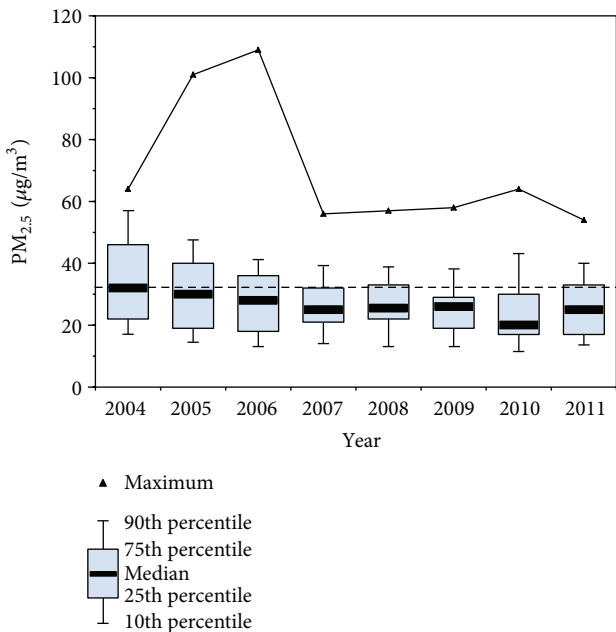 120
100
80
60
40
20
0
PM2.5 (μg/m³)
2004 2005 2006 2007 2008 2009 2010 2011
Year
Maximum
90th percentile
75th percentile
Median
25th percentile
10th percentile